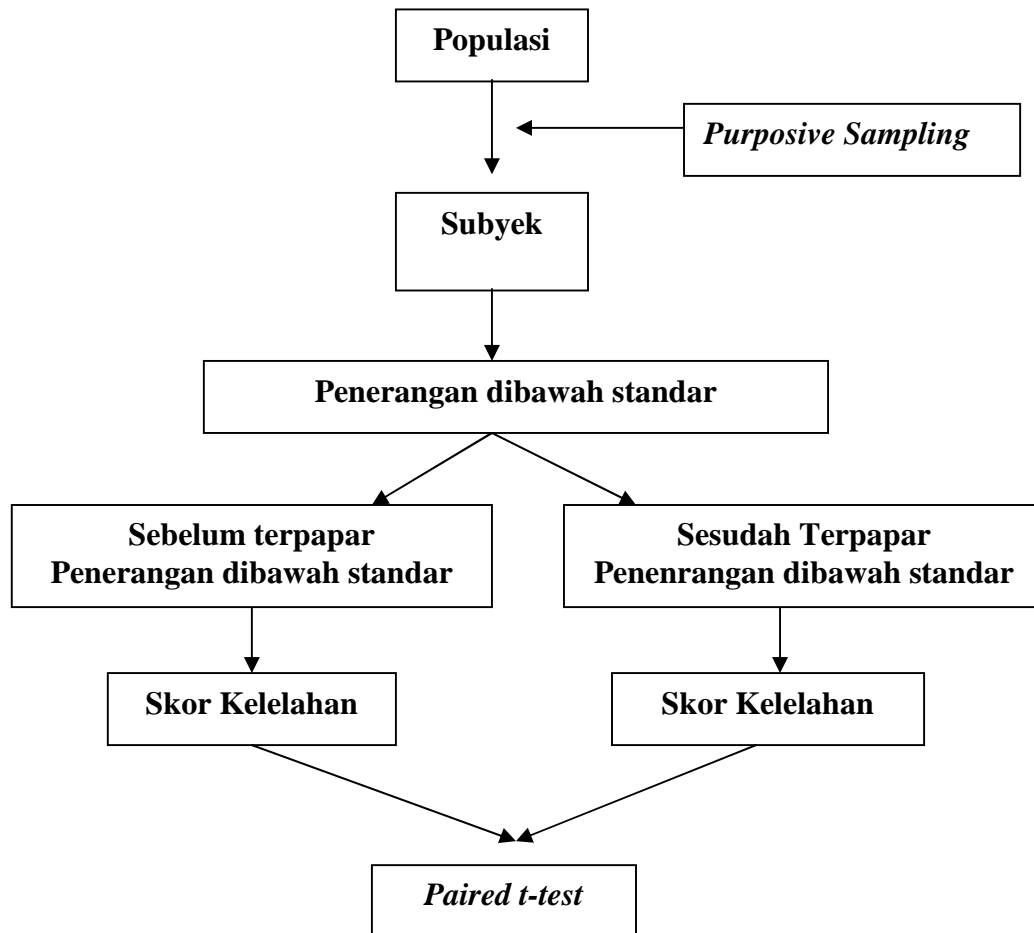 Populasi
Purposive Sampling
Subyek
Penerangan dibawah standar
Sebelum terpapar
Penerangan dibawah standar
Sesudah Terpapar
Penenrangan dibawah standar
Skor Kelelahan
Skor Kelelahan
Paired t-test